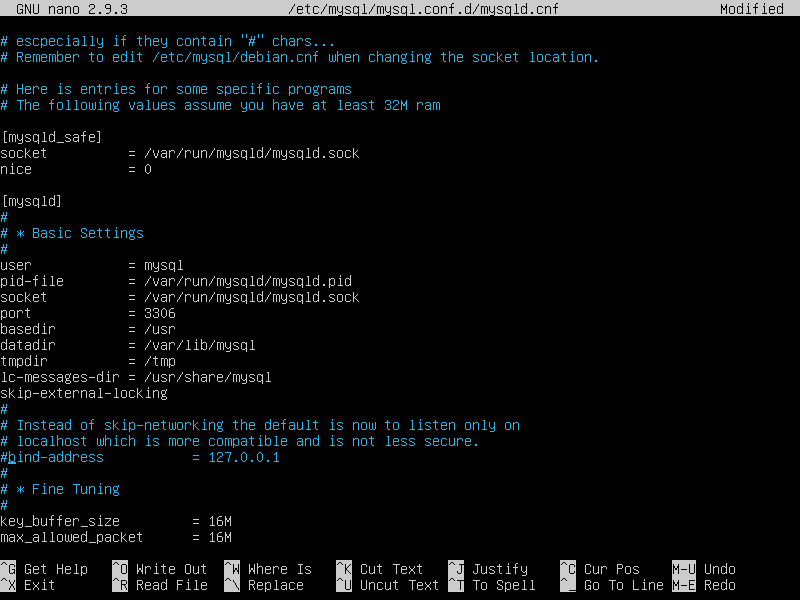 GNU nano 2.9.3 /etc/mysql/mysql.conf.d/mysqld.cnf Modified
# escpecially if they contain "#" chars...
# Remember to edit /etc/mysql/debian.cnf when changing the socket location.
# Here is entries for some specific programs
# The following values assume you have at least 32M ram
[mysqld_safe]
socket = /var/run/mysqld/mysqld.sock
nice = 0
[mysqld]
#
# * Basic Settings
#
user = mysql
pid-file = /var/run/mysqld/mysqld.pid
socket = /var/run/mysqld/mysqld.sock
port = 3306
basedir = /usr
datadir = /var/lib/mysql
tmpdir = /tmp
lc-messages-dir = /usr/share/mysql
skip-external-locking
#
# Instead of skip-networking the default is now to listen only on
# localhost which is more compatible and is not less secure.
#bind-address = 127.0.0.1
#
# * Fine Tuning
#
key_buffer_size = 16M
max_allowed_packet = 16M
^G Get Help ^O Write Out ^W Where Is ^K Cut Text ^J Justify ^C Cur Pos M-U Undo
^X Exit ^R Read File ^\ Replace ^U Uncut Text ^T To Spell ^_ Go To Line M-E Redo